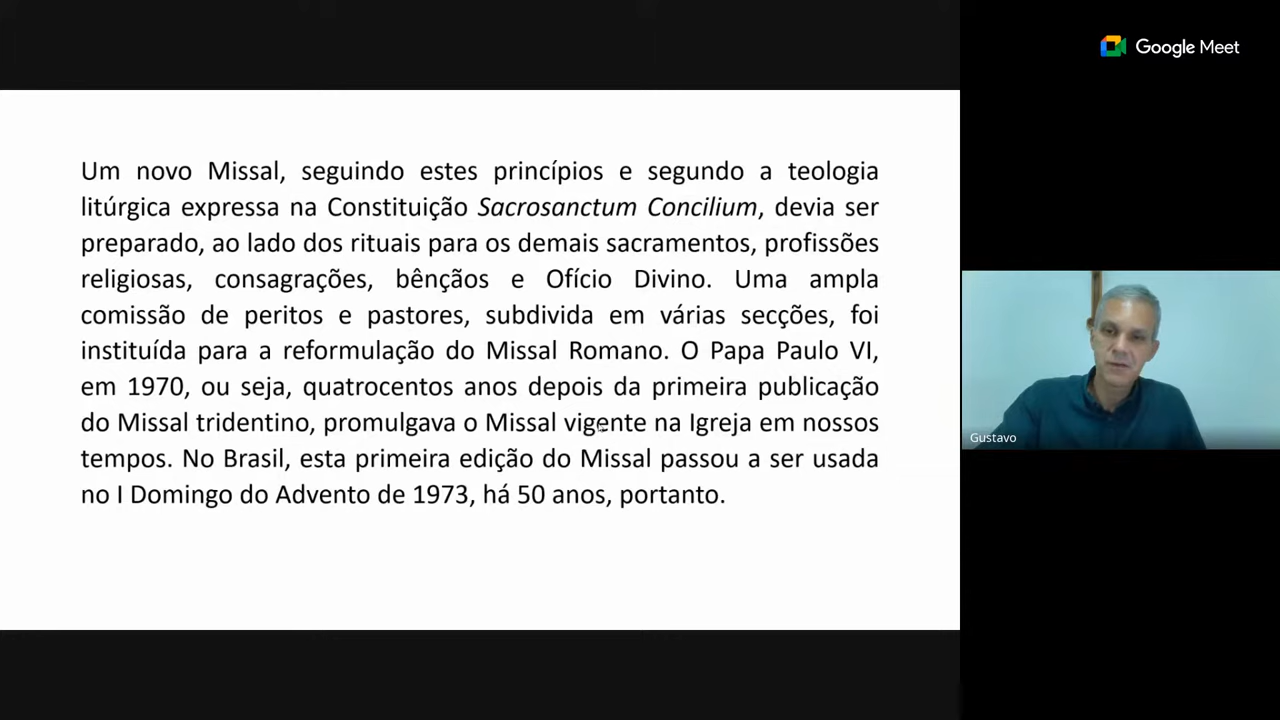 Google Meet
Um novo Missal, seguindo estes princípios e segundo a teologia
litúrgica expressa na Constituição Sacrosanctum Concilium, devia ser
preparado, ao lado dos rituais para os demais sacramentos, profissões
religiosas, consagrações, bênçãos e Ofício Divino. Uma ampla
comissão de peritos e pastores, subdivida em várias secções, foi
instituída para a reformulação do Missal Romano. O Papa Paulo VI,
em 1970, ou seja, quatrocentos anos depois da primeira publicação
do Missal tridentino, promulgava o Missal vigente na Igreja em nossos
tempos. No Brasil, esta primeira edição do Missal passou a ser usada
no I Domingo do Advento de 1973, há 50 anos, portanto.
Gustavo